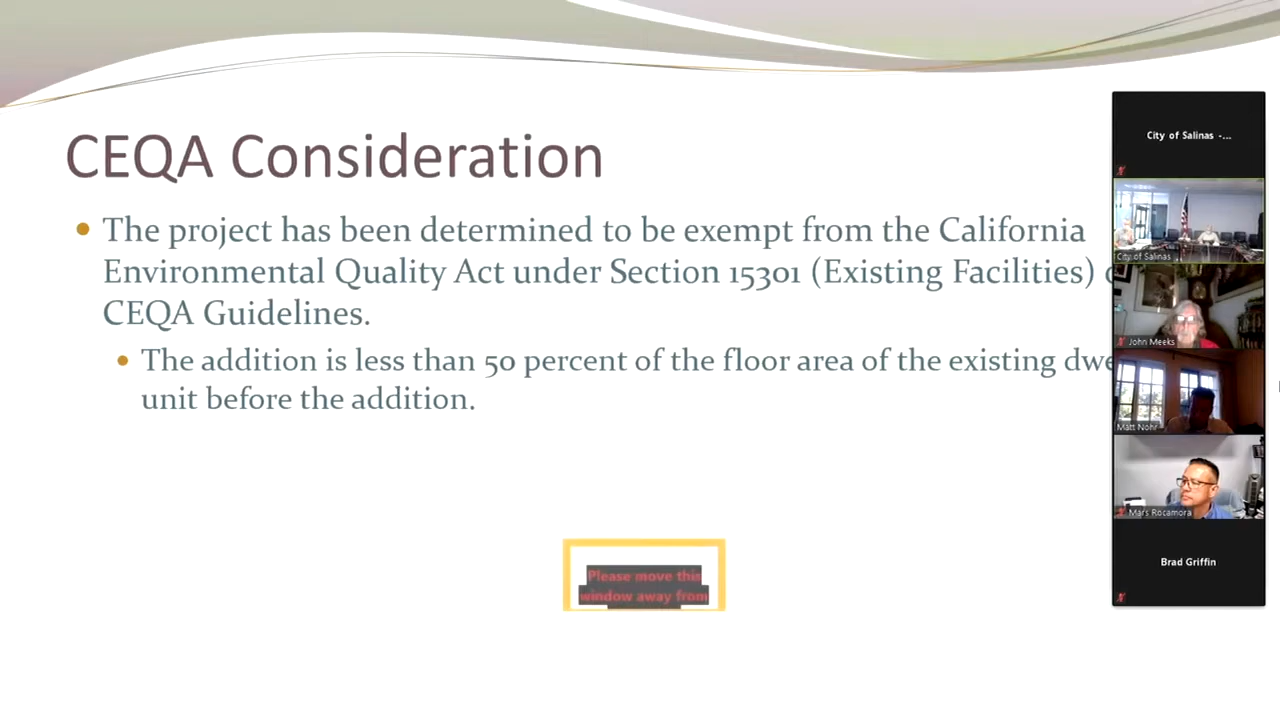 CEQA Consideration
The project has been determined to be exempt from the California
Environmental Quality Act under Section 15301 (Existing Facilities)
CEQA Guidelines.
The addition is less than 50 percent of the floor area of the existing
unit before the addition.
Please move this
window away from
City of Salinas -...
City of Salinas
John Meeks
Matt Nohr
Mars Rocamora
Brad Griffin